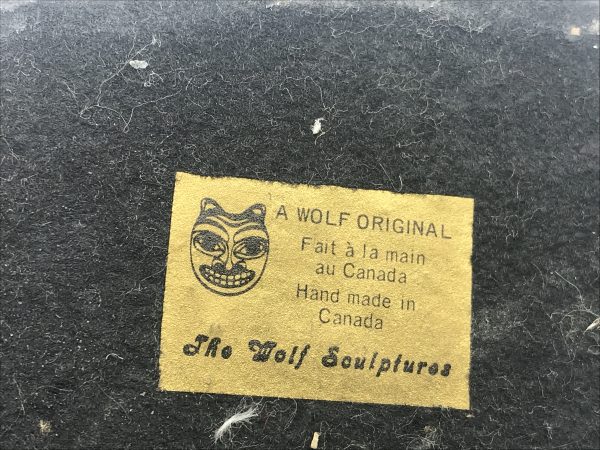 A WOLF ORIGINAL
Fait à la main
au Canada
Hand made in
Canada
The Wolf Sculptures